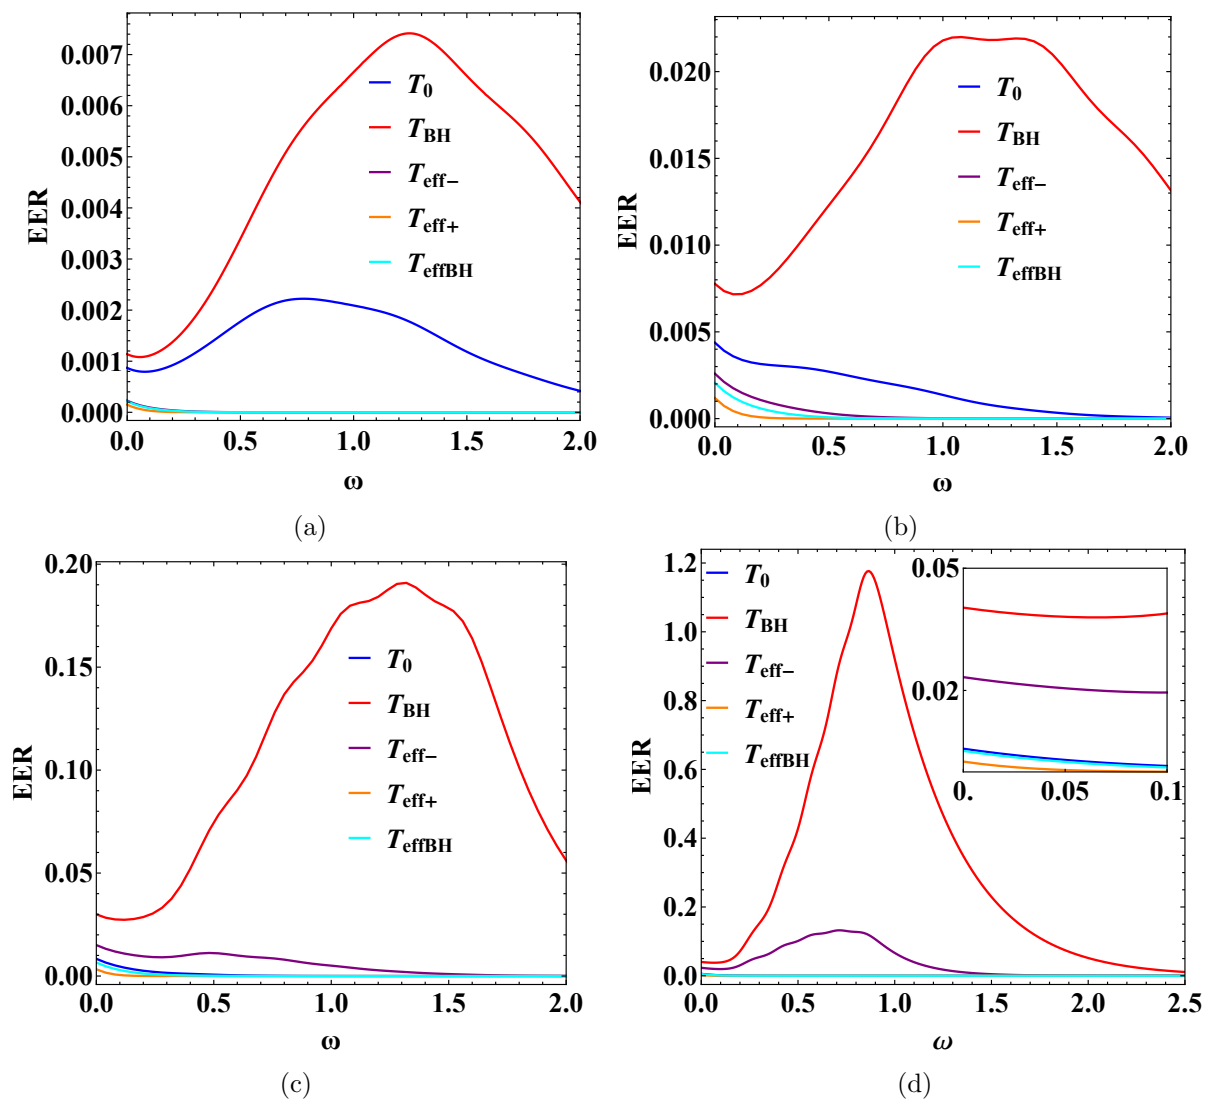 EER
0.007
0.006
0.005
0.004
0.003
0.002
0.001
0.000
T0
TBH
Teff−
Teff+
TeffBH
0.0 0.5 1.0 1.5 2.0
ω
(a)
EER
0.020
0.015
0.010
0.005
0.000
T0
TBH
Teff−
Teff+
TeffBH
0.0 0.5 1.0 1.5 2.0
ω
(b)
EER
0.20
0.15
0.10
0.05
0.00
T0
TBH
Teff−
Teff+
TeffBH
0.0 0.5 1.0 1.5 2.0
ω
(c)
EER
1.2
1.0
0.8
0.6
0.4
0.2
0.0
T0
TBH
Teff−
Teff+
TeffBH
0.05
0.02
0. 0.05 0.1
0.0 0.5 1.0 1.5 2.0 2.5
ω
(d)